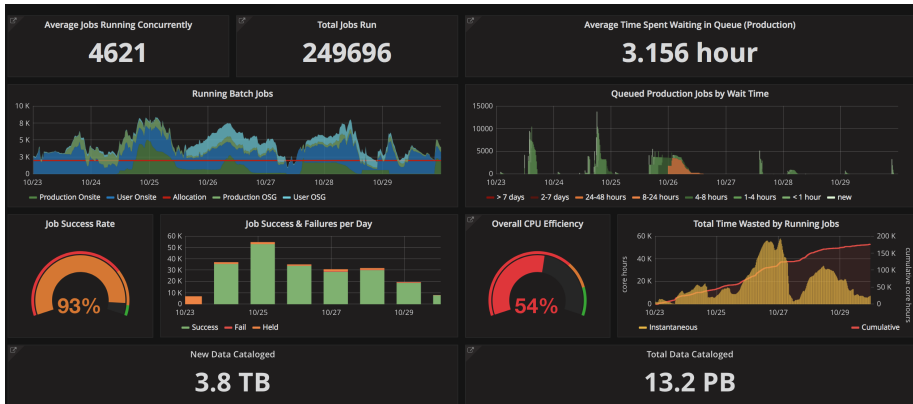 Average Jobs Running Concurrently
4621
Total Jobs Run
249696
Average Time Spent Waiting in Queue (Production)
3.156 hour
Running Batch Jobs
10 K
8 K
5 K
3 K
0
10/23 10/24 10/25 10/26 10/27 10/28 10/29
Production Onsite User Onsite Allocation Production OSG User OSG
Queued Production Jobs by Wait Time
15000
10000
5000
0
10/23 10/24 10/25 10/26 10/27 10/28 10/29
> 7 days 2-7 days 24-48 hours 8-24 hours 4-8 hours 1-4 hours < 1 hour new
Job Success Rate
93%
Job Success & Failures per Day
60 K
50 K
40 K
30 K
20 K
10 K
0
10/23 10/25 10/27 10/29
Success Fail Held
Overall CPU Efficiency
54%
Total Time Wasted by Running Jobs
core hours
60 K
40 K
20 K
0
200 K
150 K
100 K
50 K
0
cumulative core hours
10/23 10/25 10/27 10/29
Instantaneous Cumulative
New Data Cataloged
3.8 TB
Total Data Cataloged
13.2 PB